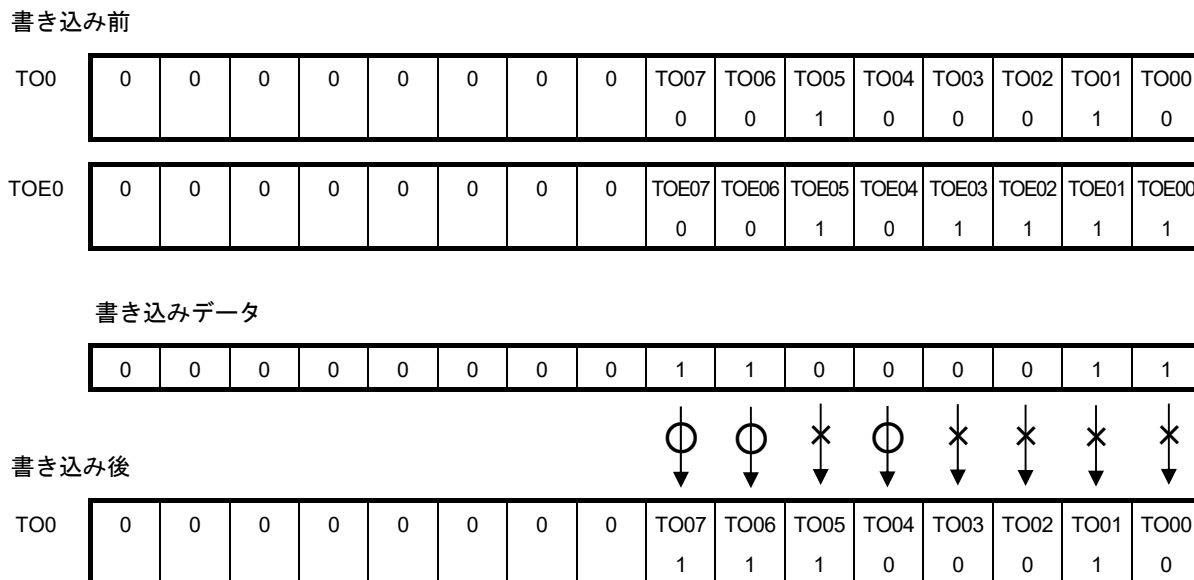 書き込み前
TO0 0 0 0 0 0 0 0 0 TO07 TO06 TO05 TO04 TO03 TO02 TO01 TO00
0 0 1 0 0 0 1 0
TOE0 0 0 0 0 0 0 0 0 TOE07 TOE06 TOE05 TOE04 TOE03 TOE02 TOE01 TOE00
0 0 1 0 1 1 1 1
書き込みデータ
0 0 0 0 0 0 0 0 1 1 0 0 0 0 1 1
書き込み後
TO0 0 0 0 0 0 0 0 0 TO07 TO06 TO05 TO04 TO03 TO02 TO01 TO00
1 1 1 0 0 0 1 0